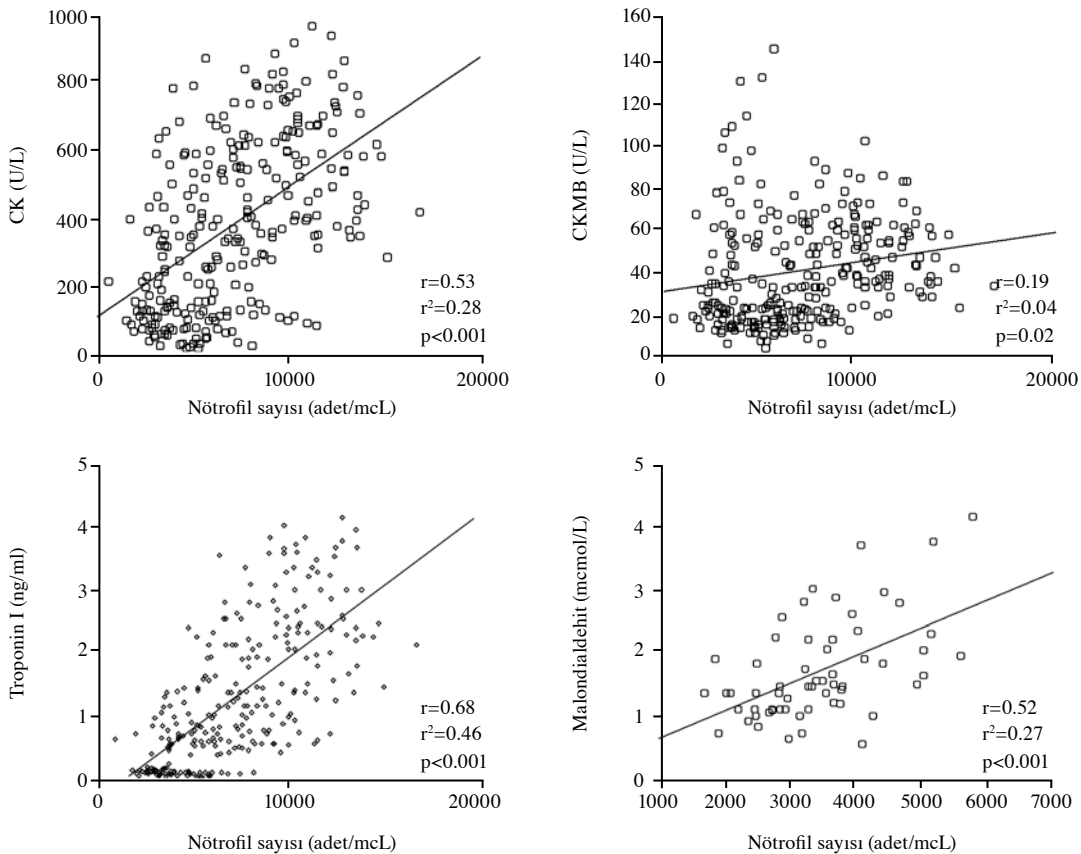 CK (U/L)
1000
800
600
400
200
0
r=0.53
r²=0.28
p<0.001
0
10000
20000
Nötrofil sayısı (adet/mcL)
CKMB (U/L)
160
140
120
100
80
60
40
20
0
r=0.19
r²=0.04
p=0.02
0
10000
20000
Nötrofil sayısı (adet/mcL)
Troponin I (ng/ml)
5
4
3
2
1
0
r=0.68
r²=0.46
p<0.001
0
10000
20000
Nötrofil sayısı (adet/mcL)
Malondialdehit (mcmol/L)
5
4
3
2
1
0
r=0.52
r²=0.27
p<0.001
1000
2000
3000
4000
5000
6000
7000
Nötrofil sayısı (adet/mcL)